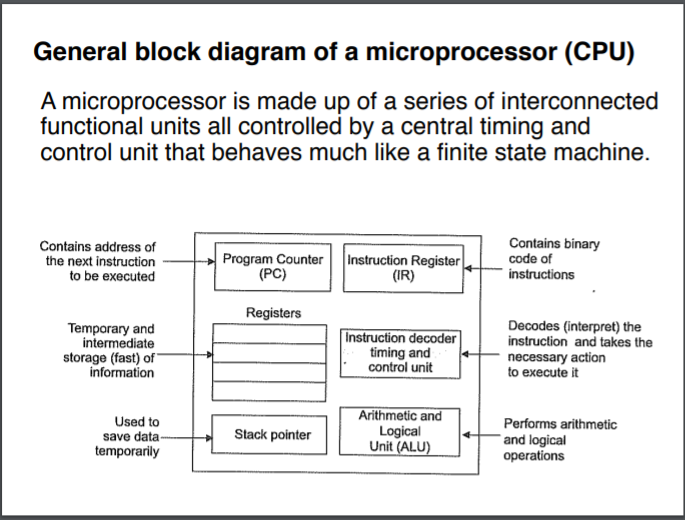 General block diagram of a microprocessor (CPU)
A microprocessor is made up of a series of interconnected
functional units all controlled by a central timing and
control unit that behaves much like a finite state machine.
Contains address of
the next instruction
to be executed
Program Counter
(PC)
Instruction Register
(IR)
Contains binary
code of
instructions
Registers
Temporary and
intermediate
storage (fast) of
information
Instruction decoder
timing and
control unit
Decodes (interpret) the
instruction and takes the
necessary action
to execute it
Used to
save data
temporarily
Stack pointer
Arithmetic and
Logical
Unit (ALU)
Performs arithmetic
and logical
operations